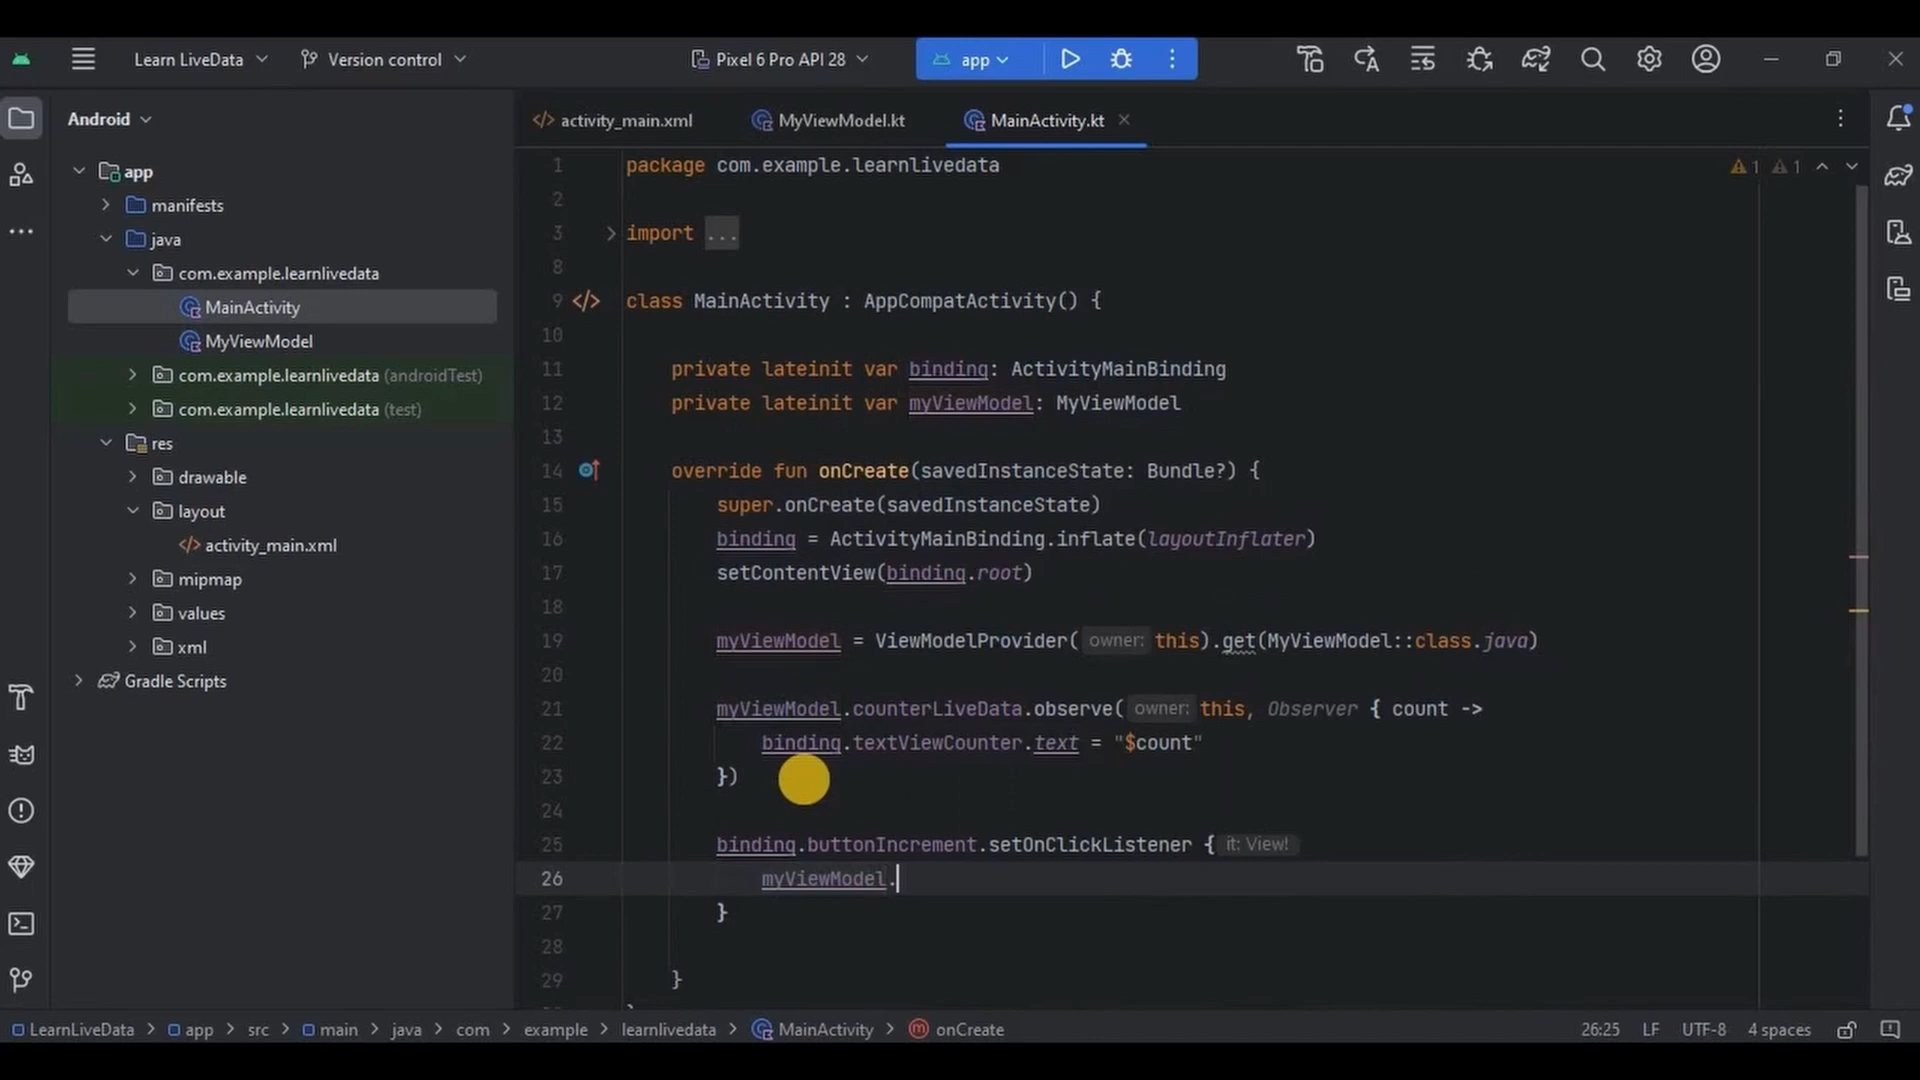 Learn LiveData
Version control
Pixel 6 Pro API 28
app
Android
activity_main.xml
MyViewModel.kt
MainActivity.kt
app
manifests
java
com.example.learnlivedata
MainActivity
MyViewModel
com.example.learnlivedata (androidTest)
com.example.learnlivedata (test)
res
drawable
layout
activity_main.xml
mipmap
values
xml
Gradle Scripts
1 package com.example.learnlivedata
1 1
2
3 import ...
8
9 class MainActivity : AppCompatActivity() {
10
11 private lateinit var binding: ActivityMainBinding
12 private lateinit var myViewModel: MyViewModel
13
14 override fun onCreate(savedInstanceState: Bundle?) {
15 super.onCreate(savedInstanceState)
16 binding = ActivityMainBinding.inflate(layoutInflater)
17 setContentView(binding.root)
18
19 myViewModel = ViewModelProvider( owner: this).get(MyViewModel::class.java)
20
21 myViewModel.counterLiveData.observe( owner: this, Observer { count ->
22 binding.textViewCounter.text = "$count"
23 })
24
25 binding.buttonIncrement.setOnClickListener { it: View!
26 myViewModel.
27 }
28
29 }
LearnLiveData > app > src > main > java > com > example > learnlivedata > MainActivity > onCreate
26:25 LF UTF-8 4 spaces